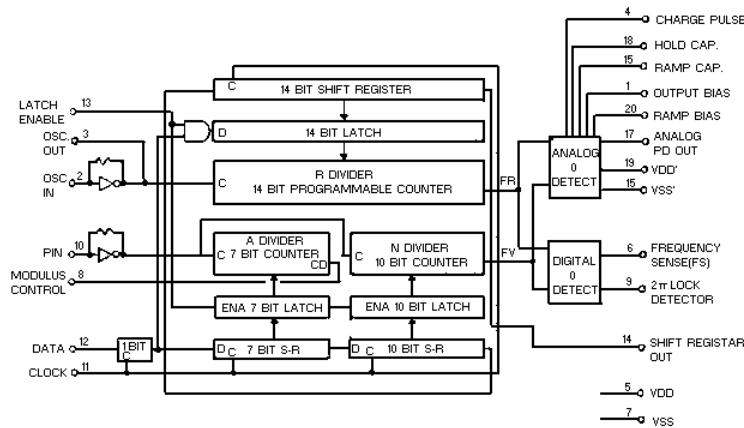 4 CHARGE PULSE
18 HOLD CAP.
15 RAMP CAP.
1 OUTPUT BIAS
20 RAMP BIAS
17 ANALOG PD OUT
19 VDD'
15 VSS'
13 LATCH ENABLE
3 OSC. OUT
2 OSC IN
C 14 BIT SHIFT REGISTER
D 14 BIT LATCH
C R DIVIDER
14 BIT PROGRAMMABLE COUNTER
FR
ANALOG
0
DETECT
10 PIN
8 MODULUS CONTROL
C A DIVIDER
7 BIT COUNTER
CD
C N DIVIDER
10 BIT COUNTER
FV
DIGITAL
0
DETECT
6 FREQUENCY SENSE(FS)
9 2π LOCK DETECTOR
ENA 7 BIT LATCH
ENA 10 BIT LATCH
12 DATA
1 BIT
C
D C 7 BIT S-R
D C 10 BIT S-R
14 SHIFT REGISTAR OUT
11 CLOCK
5 VDD
7 VSS